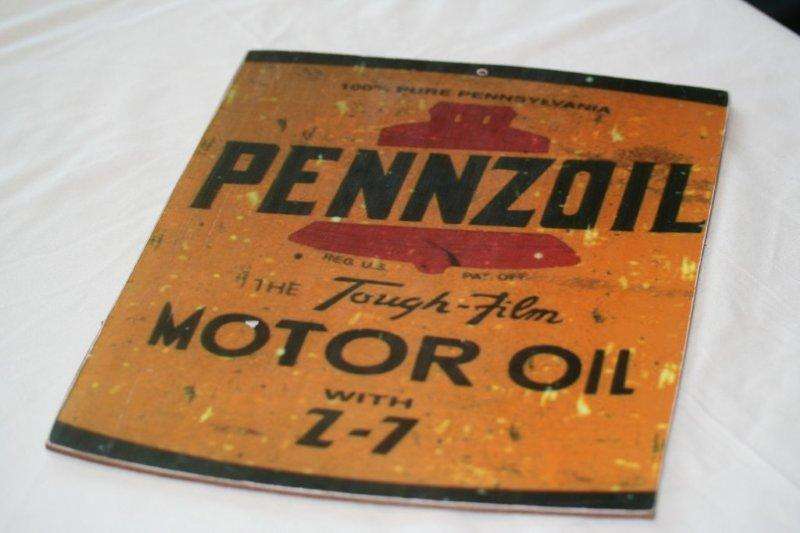 100% PURE PENNSYLVANIA
PENNZOIL
REG. U.S. PAT. OFF.
THE Tough-Film
MOTOR OIL
WITH
Z-7